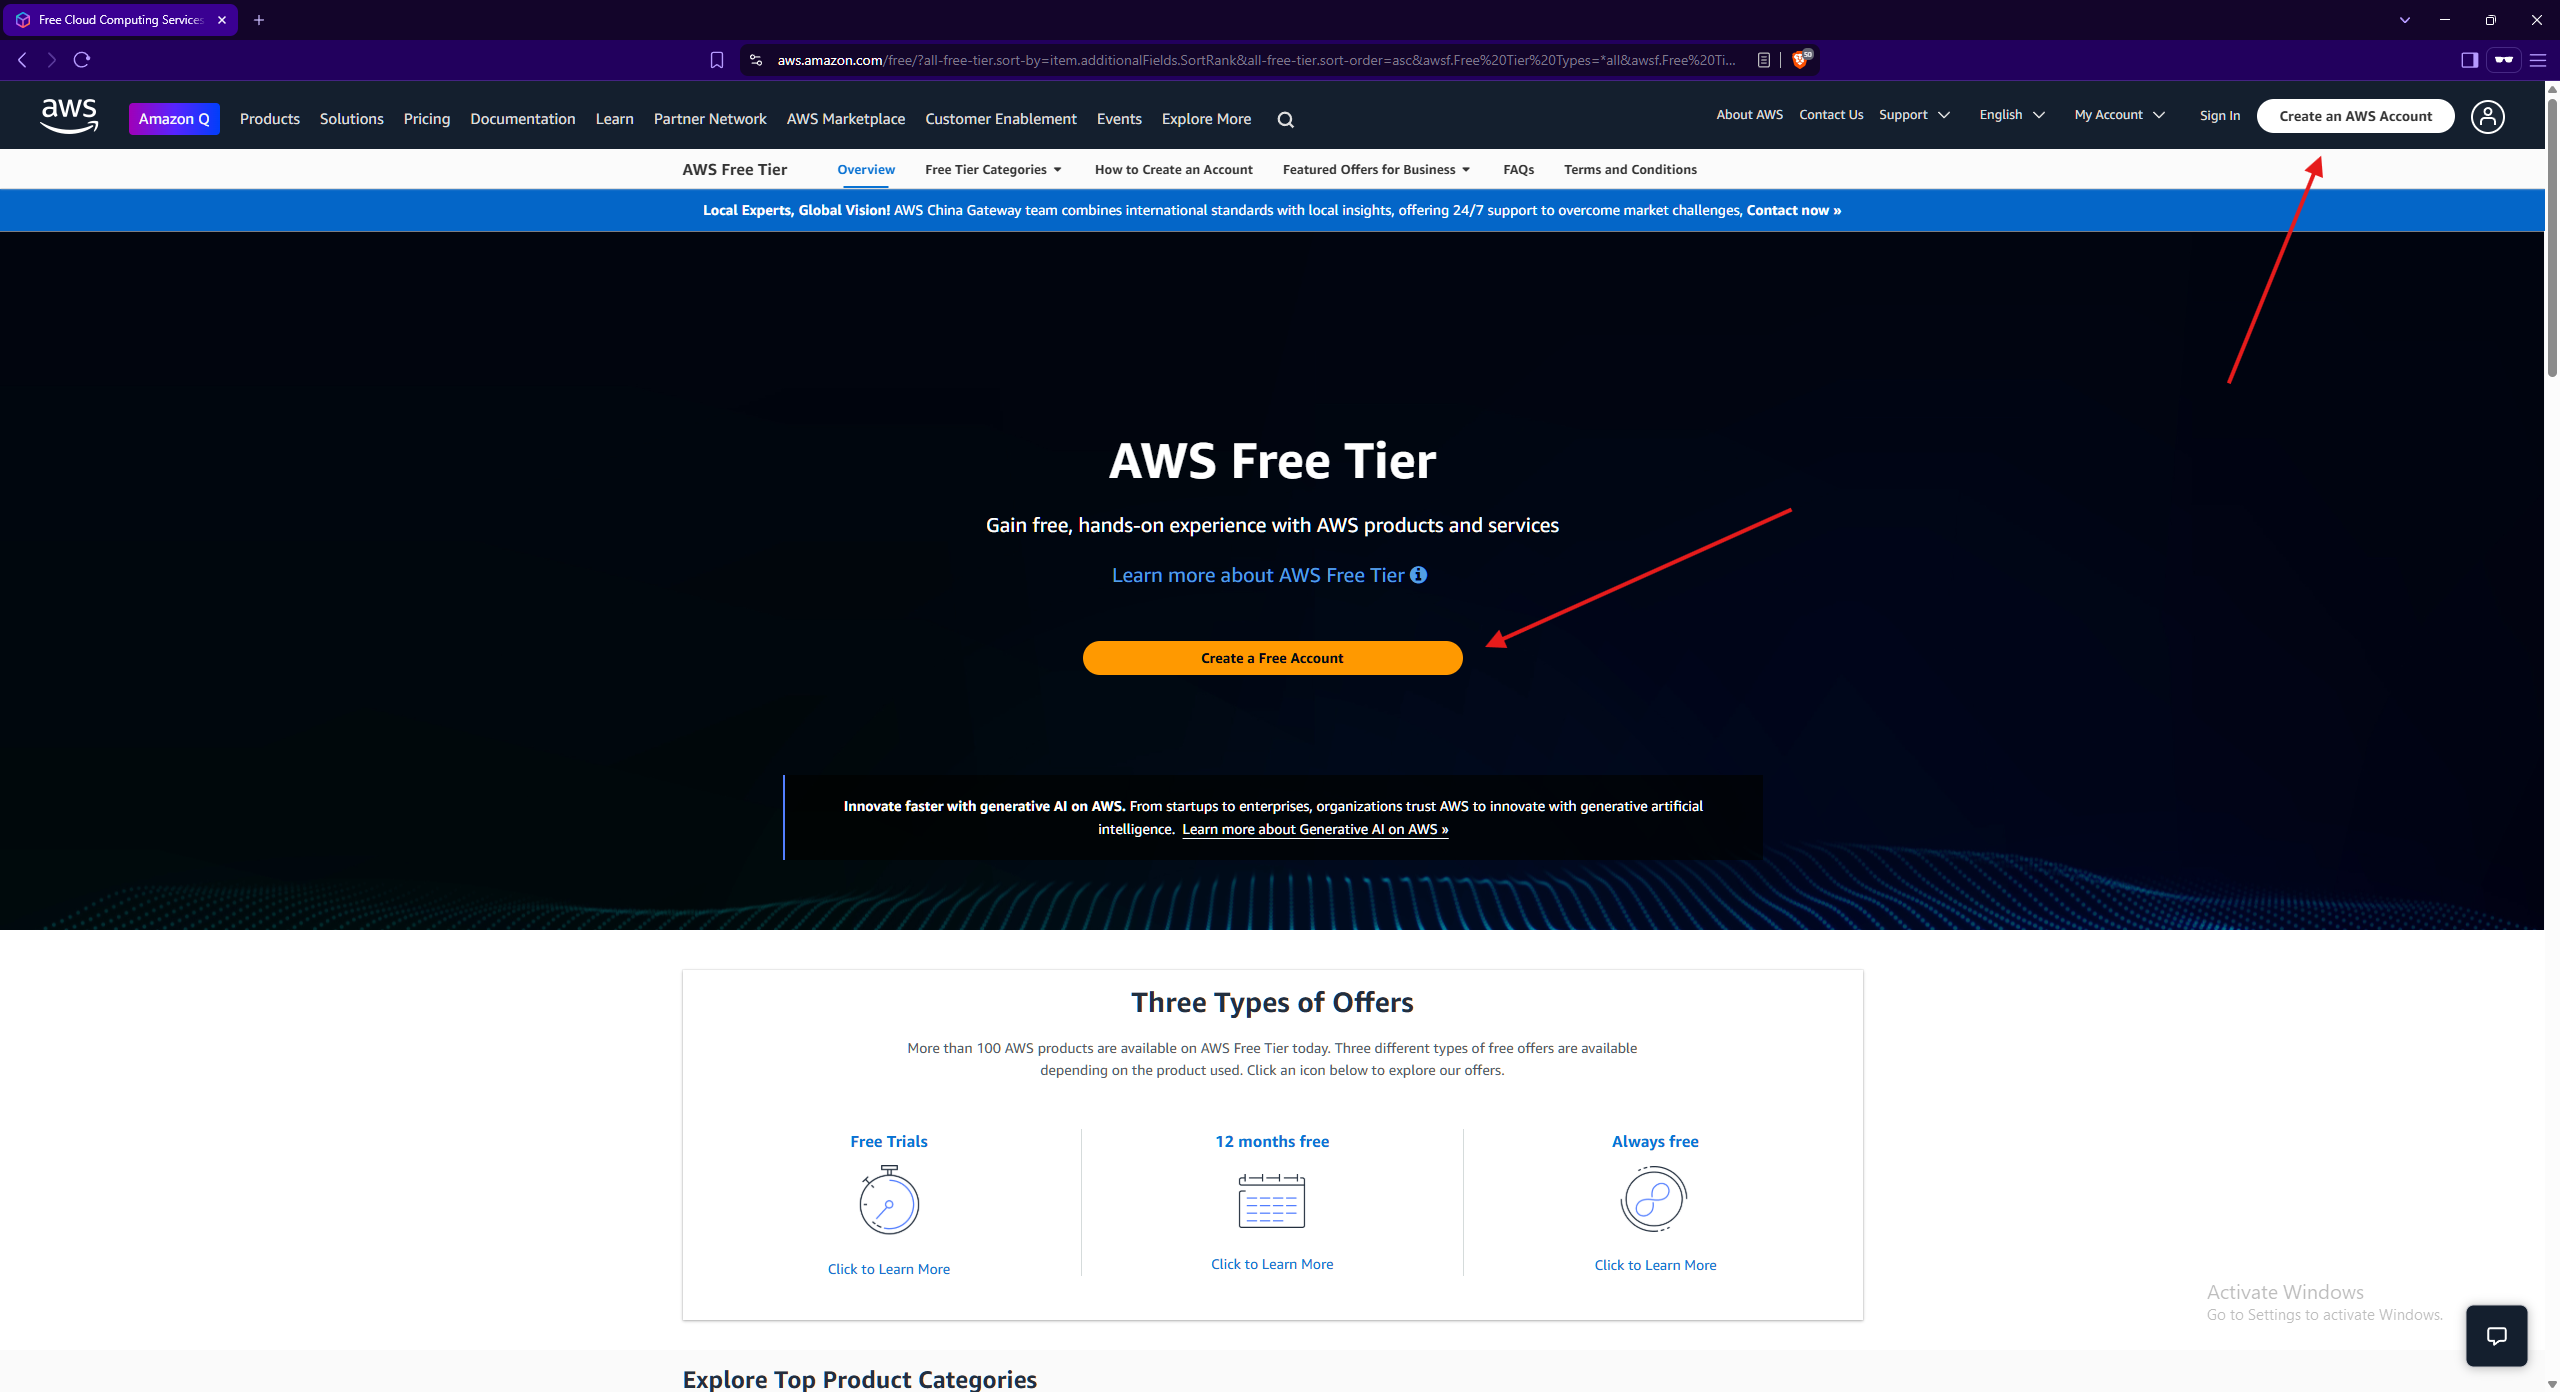 Free Cloud Computing Services
aws.amazon.com/free/?all-free-tier.sort-by=item.additionalFields.SortRank&all-free-tier.sort-order=asc&awsf.Free%20Tier%20Types=*all&awsf.Free%20Ti...
50
aws
Amazon Q
Products
Solutions
Pricing
Documentation
Learn
Partner Network
AWS Marketplace
Customer Enablement
Events
Explore More
About AWS
Contact Us
Support
English
My Account
Sign In
Create an AWS Account
AWS Free Tier
Overview
Free Tier Categories
How to Create an Account
Featured Offers for Business
FAQs
Terms and Conditions
Local Experts, Global Vision! AWS China Gateway team combines international standards with local insights, offering 24/7 support to overcome market challenges, Contact now »
AWS Free Tier
Gain free, hands-on experience with AWS products and services
Learn more about AWS Free Tier
Create a Free Account
Innovate faster with generative AI on AWS. From startups to enterprises, organizations trust AWS to innovate with generative artificial
intelligence. Learn more about Generative AI on AWS »
Three Types of Offers
More than 100 AWS products are available on AWS Free Tier today. Three different types of free offers are available
depending on the product used. Click an icon below to explore our offers.
Free Trials
12 months free
Always free
Click to Learn More
Click to Learn More
Click to Learn More
Activate Windows
Go to Settings to activate Windows.
Explore Top Product Categories